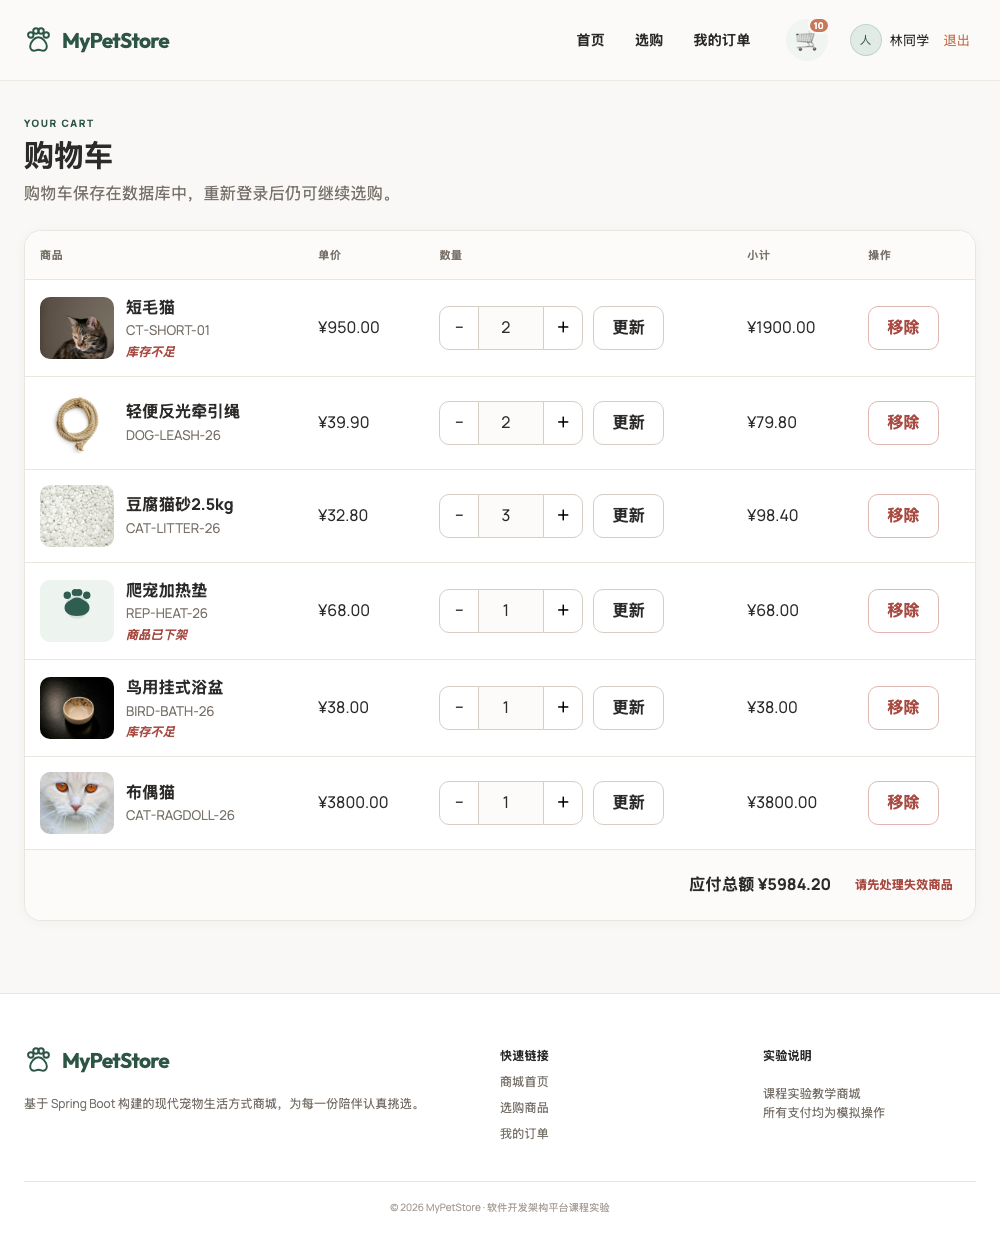 MyPetStore
首页 选购 我的订单 10 人 林同学 退出
YOUR CART
购物车
购物车保存在数据库中，重新登录后仍可继续选购。
商品 单价 数量 小计 操作
短毛猫
CT-SHORT-01
库存不足
¥950.00 − 2 + 更新 ¥1900.00 移除
轻便反光牵引绳
DOG-LEASH-26
¥39.90 − 2 + 更新 ¥79.80 移除
豆腐猫砂2.5kg
CAT-LITTER-26
¥32.80 − 3 + 更新 ¥98.40 移除
爬宠加热垫
REP-HEAT-26
商品已下架
¥68.00 − 1 + 更新 ¥68.00 移除
鸟用挂式浴盆
BIRD-BATH-26
库存不足
¥38.00 − 1 + 更新 ¥38.00 移除
布偶猫
CAT-RAGDOLL-26
¥3800.00 − 1 + 更新 ¥3800.00 移除
应付总额 ¥5984.20 请先处理失效商品
MyPetStore
基于 Spring Boot 构建的现代宠物生活方式商城，为每一份陪伴认真挑选。
快速链接
商城首页
选购商品
我的订单
实验说明
课程实验教学商城
所有支付均为模拟操作
© 2026 MyPetStore · 软件开发架构平台课程实验